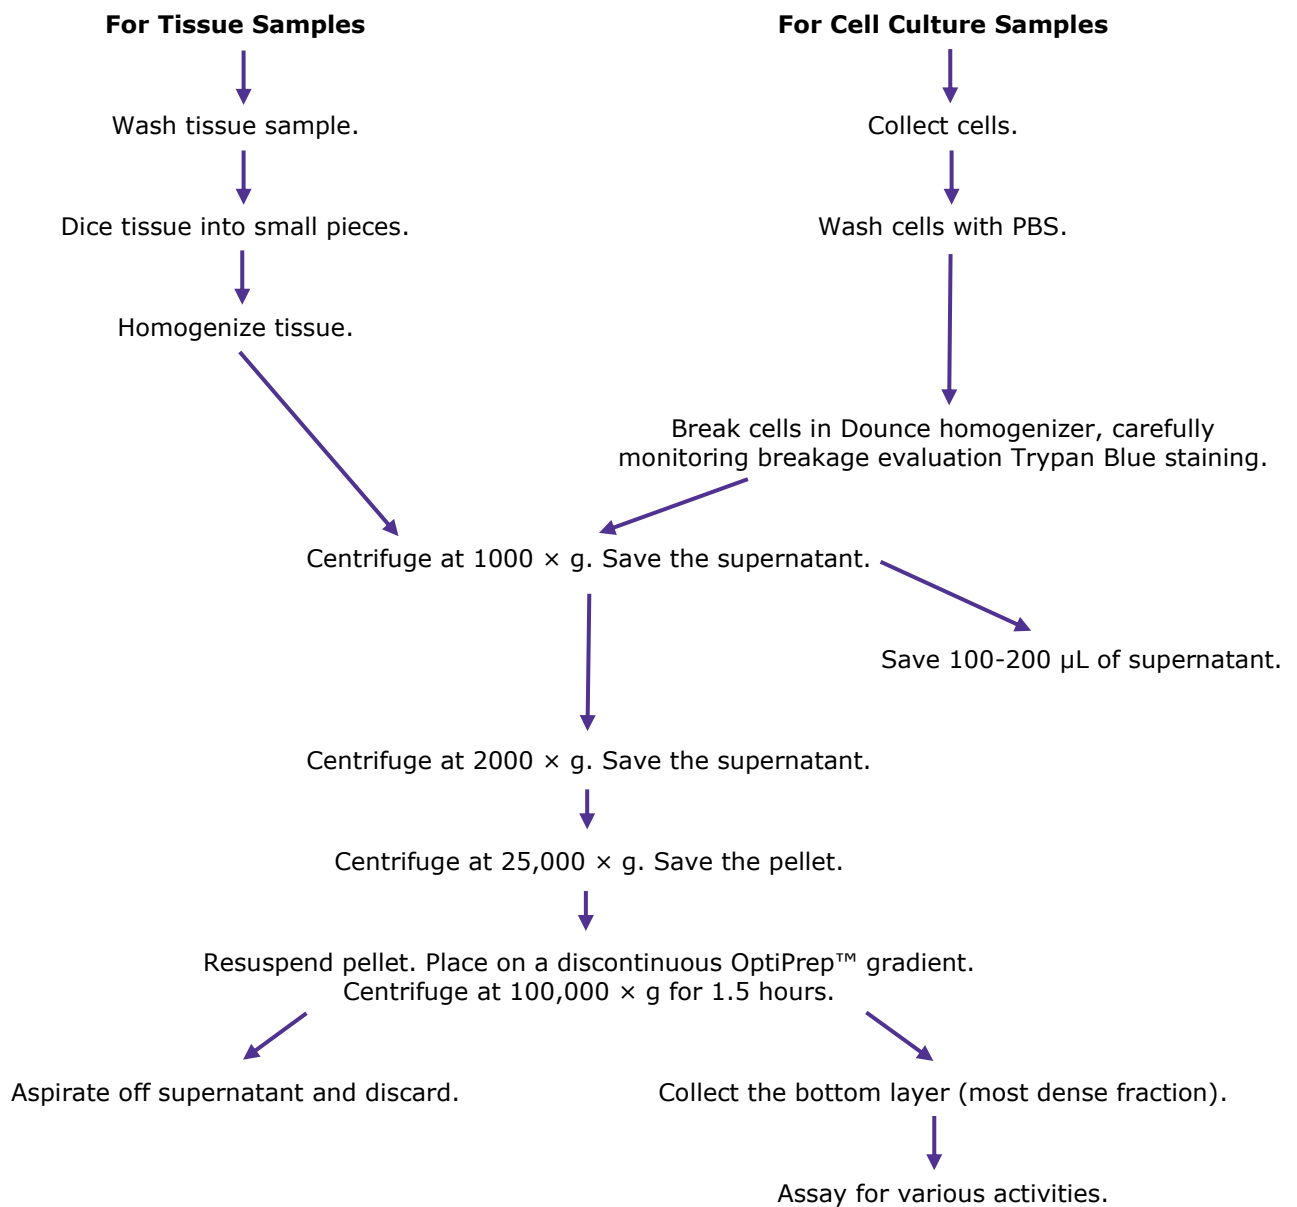 For Tissue Samples
For Cell Culture Samples
Wash tissue sample.
Collect cells.
Dice tissue into small pieces.
Wash cells with PBS.
Homogenize tissue.
Break cells in Dounce homogenizer, carefully
monitoring breakage evaluation Trypan Blue staining.
Centrifuge at 1000 × g. Save the supernatant.
Save 100-200 µL of supernatant.
Centrifuge at 2000 × g. Save the supernatant.
Centrifuge at 25,000 × g. Save the pellet.
Resuspend pellet. Place on a discontinuous OptiPrep™ gradient.
Centrifuge at 100,000 × g for 1.5 hours.
Aspirate off supernatant and discard.
Collect the bottom layer (most dense fraction).
Assay for various activities.